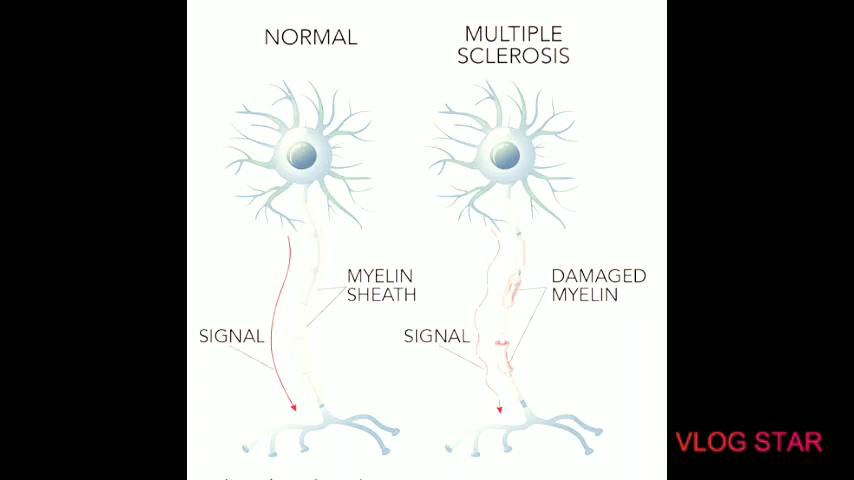 NORMAL
MULTIPLE
SCLEROSIS
MYELIN
SHEATH
SIGNAL
DAMAGED
MYELIN
SIGNAL
VLOG STAR